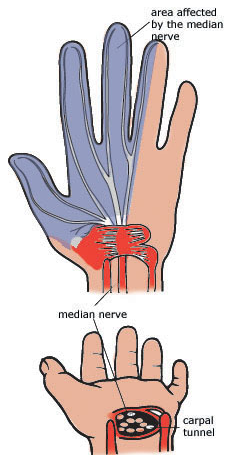 area affected
by the median
nerve
median nerve
carpal
tunnel